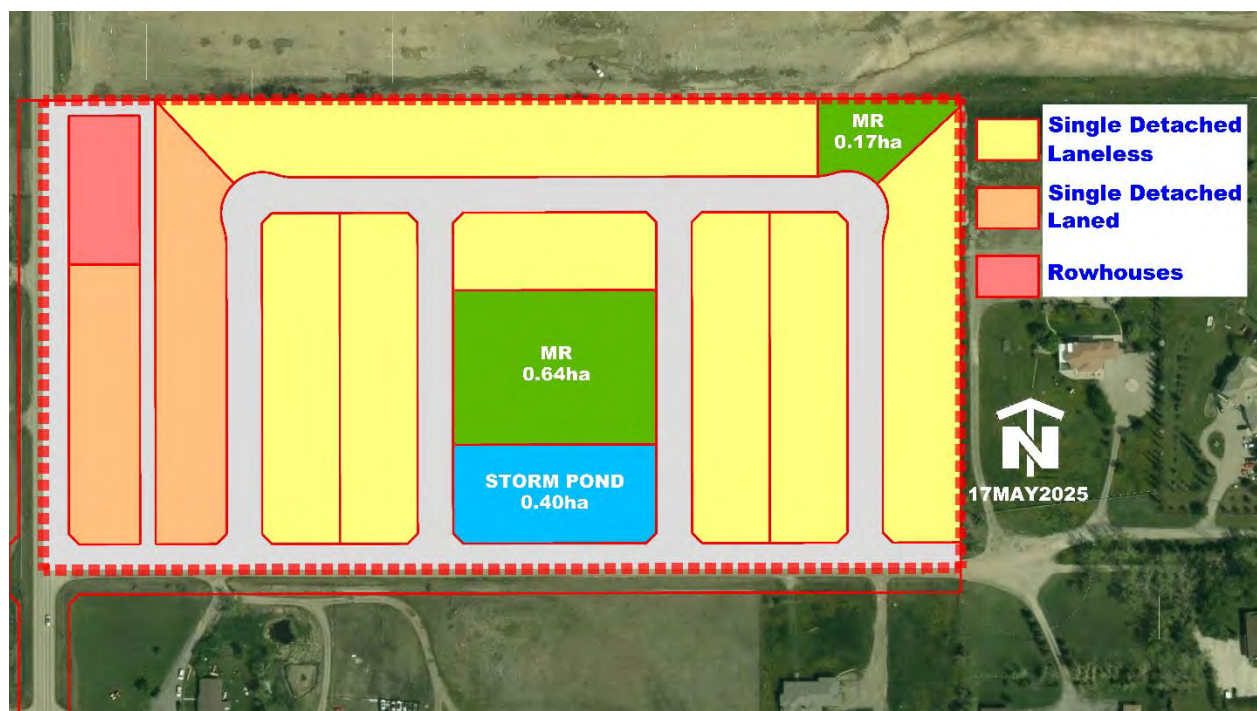 MR
0.17ha
Single Detached
Laneless
Single Detached
Laned
Rowhouses
MR
0.64ha
STORM POND
0.40ha
N
17MAY2025